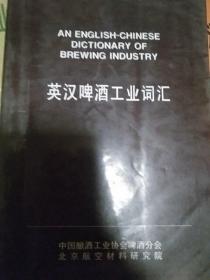 AN ENGLISH-CHINESE
DICTIONARY OF
BREWING INDUSTRY
英汉啤酒工业词汇
中国酿酒工业协会啤酒分会
北京航空材料研究院